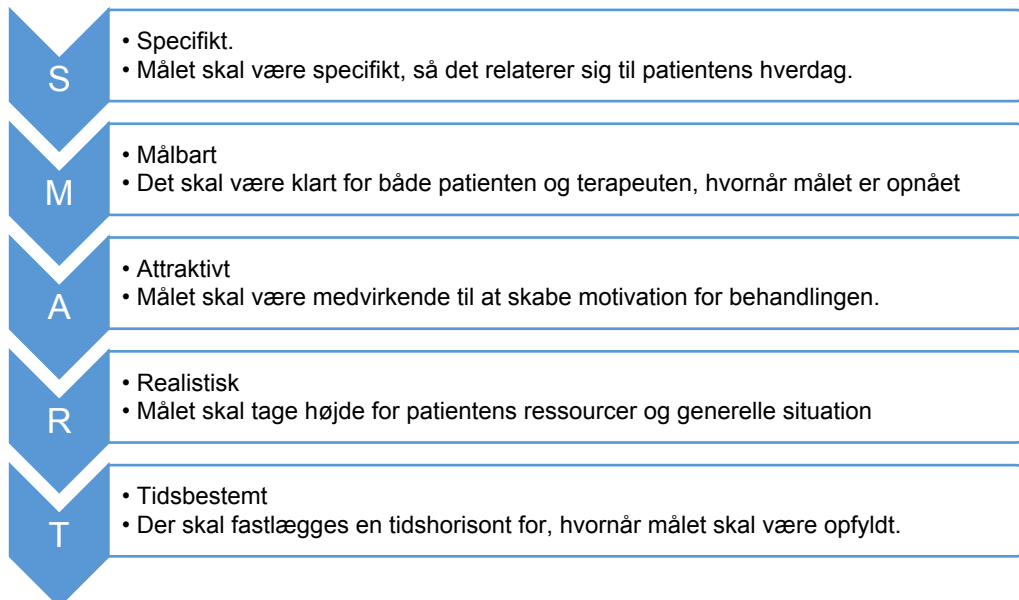 S
• Specifikt.
• Målet skal være specifikt, så det relaterer sig til patientens hverdag.
M
• Målbart
• Det skal være klart for både patienten og terapeuten, hvornår målet er opnået
A
• Attraktivt
• Målet skal være medvirkende til at skabe motivation for behandlingen.
R
• Realistisk
• Målet skal tage højde for patientens ressourcer og generelle situation
T
• Tidsbestemt
• Der skal fastlægges en tidshorisont for, hvornår målet skal være opfyldt.